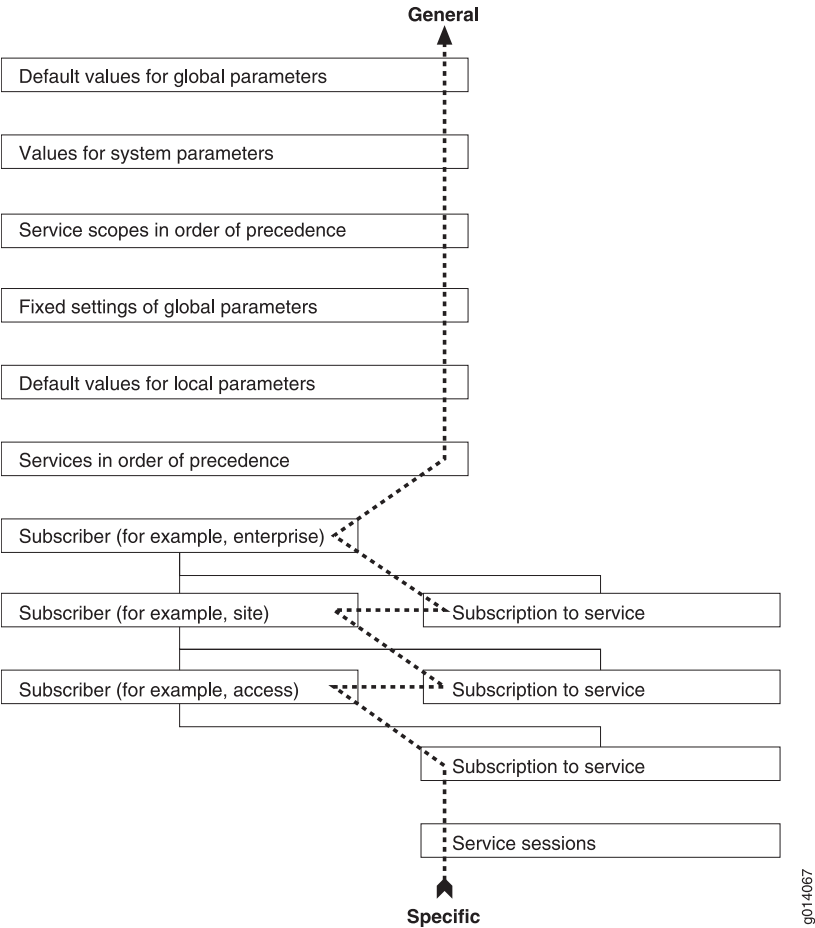 General
Default values for global parameters
Values for system parameters
Service scopes in order of precedence
Fixed settings of global parameters
Default values for local parameters
Services in order of precedence
Subscriber (for example, enterprise)
Subscriber (for example, site)
Subscription to service
Subscriber (for example, access)
Subscription to service
Subscription to service
Service sessions
Specific
g014067